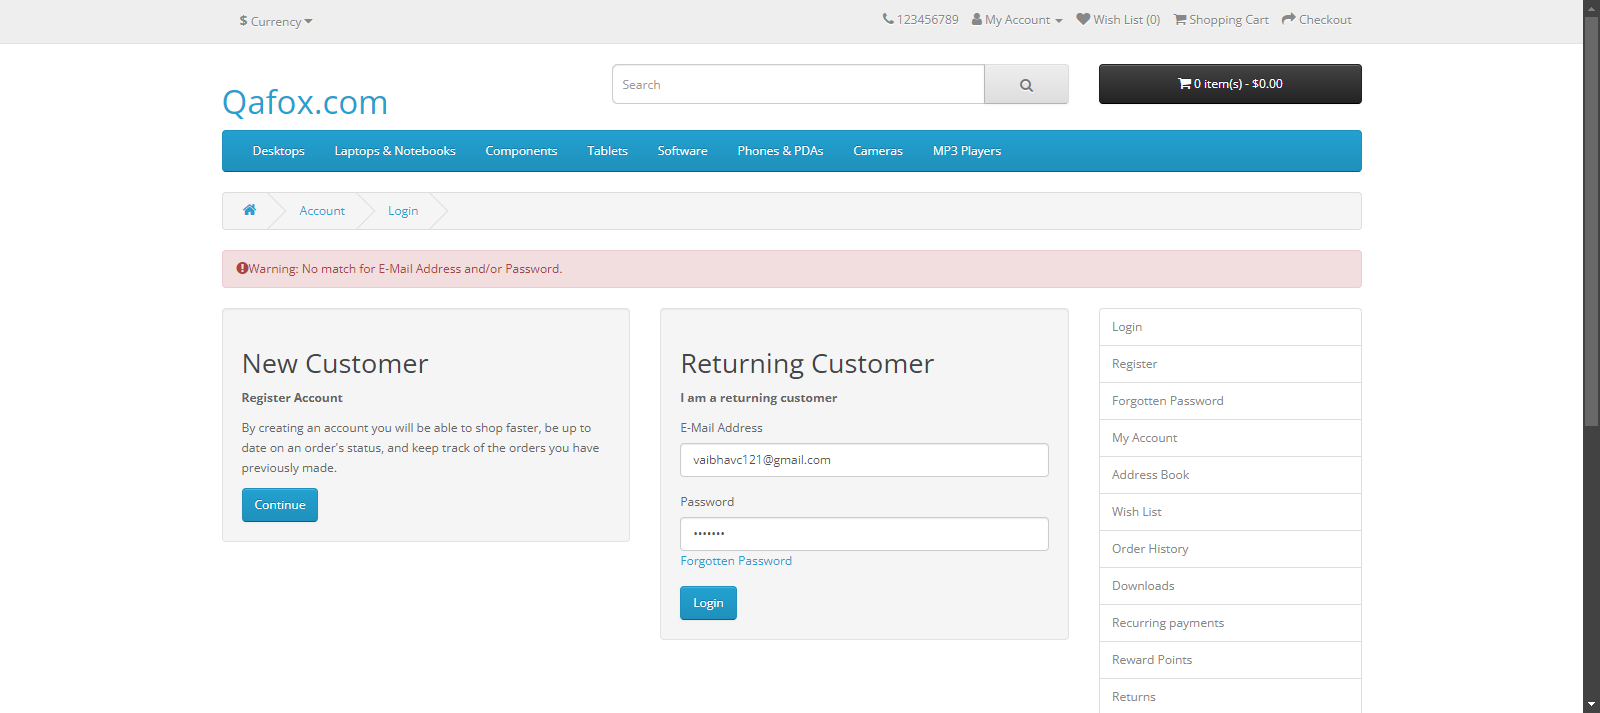 $ Currency
123456789 My Account Wish List (0) Shopping Cart Checkout
Qafox.com
Search
0 item(s) - $0.00
Desktops Laptops & Notebooks Components Tablets Software Phones & PDAs Cameras MP3 Players
Account Login
Warning: No match for E-Mail Address and/or Password.
New Customer
Register Account
By creating an account you will be able to shop faster, be up to
date on an order's status, and keep track of the orders you have
previously made.
Continue
Returning Customer
I am a returning customer
E-Mail Address
vaibhavc121@gmail.com
Password
•••••••
Forgotten Password
Login
Login
Register
Forgotten Password
My Account
Address Book
Wish List
Order History
Downloads
Recurring payments
Reward Points
Returns